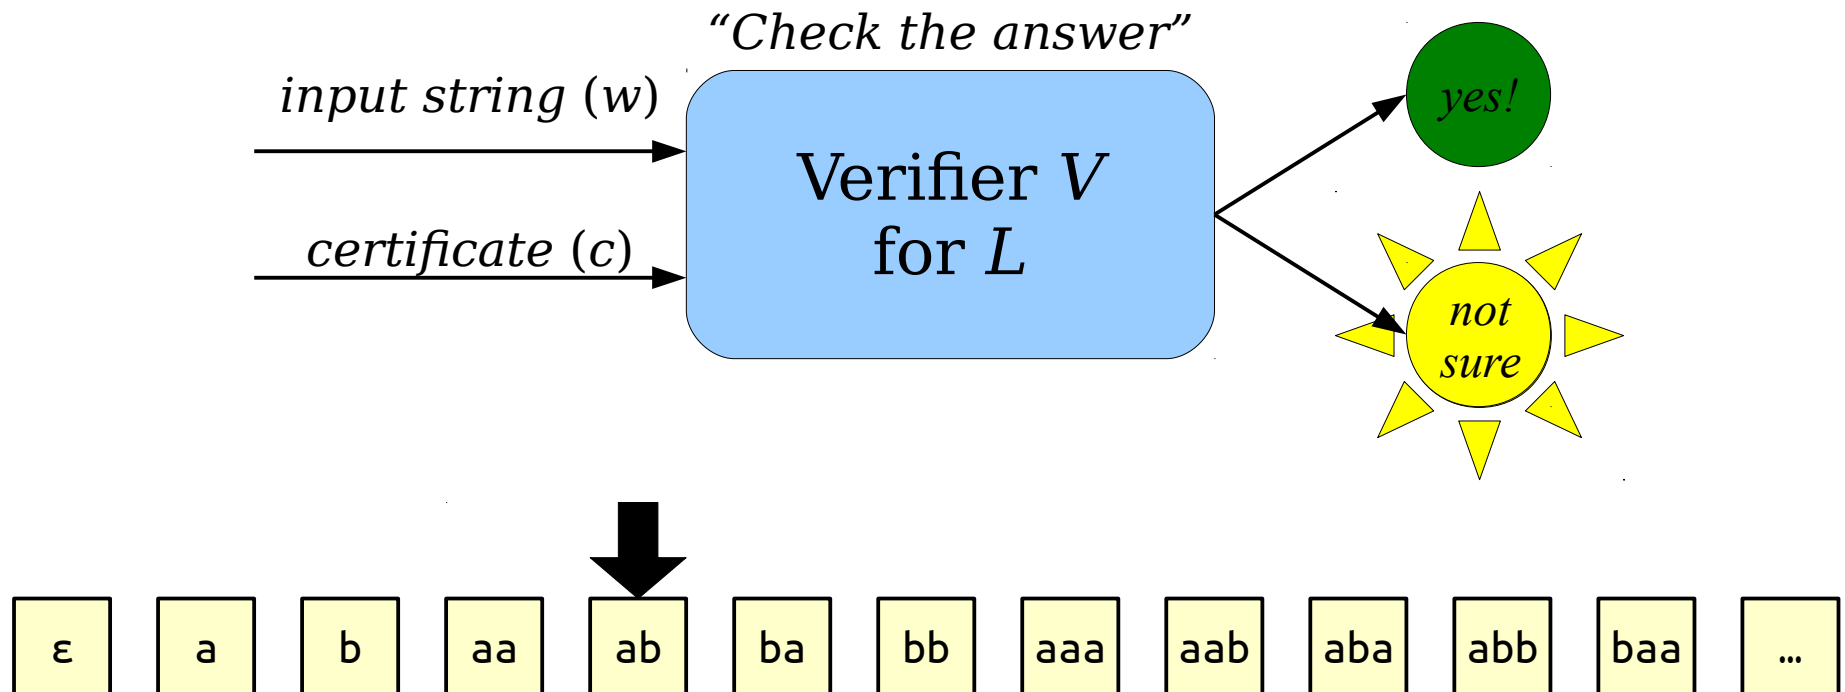 “Check the answer”
input string (w)
certificate (c)
Verifier V
for L
yes!
not
sure
ε a b aa ab ba bb aaa aab aba abb baa …